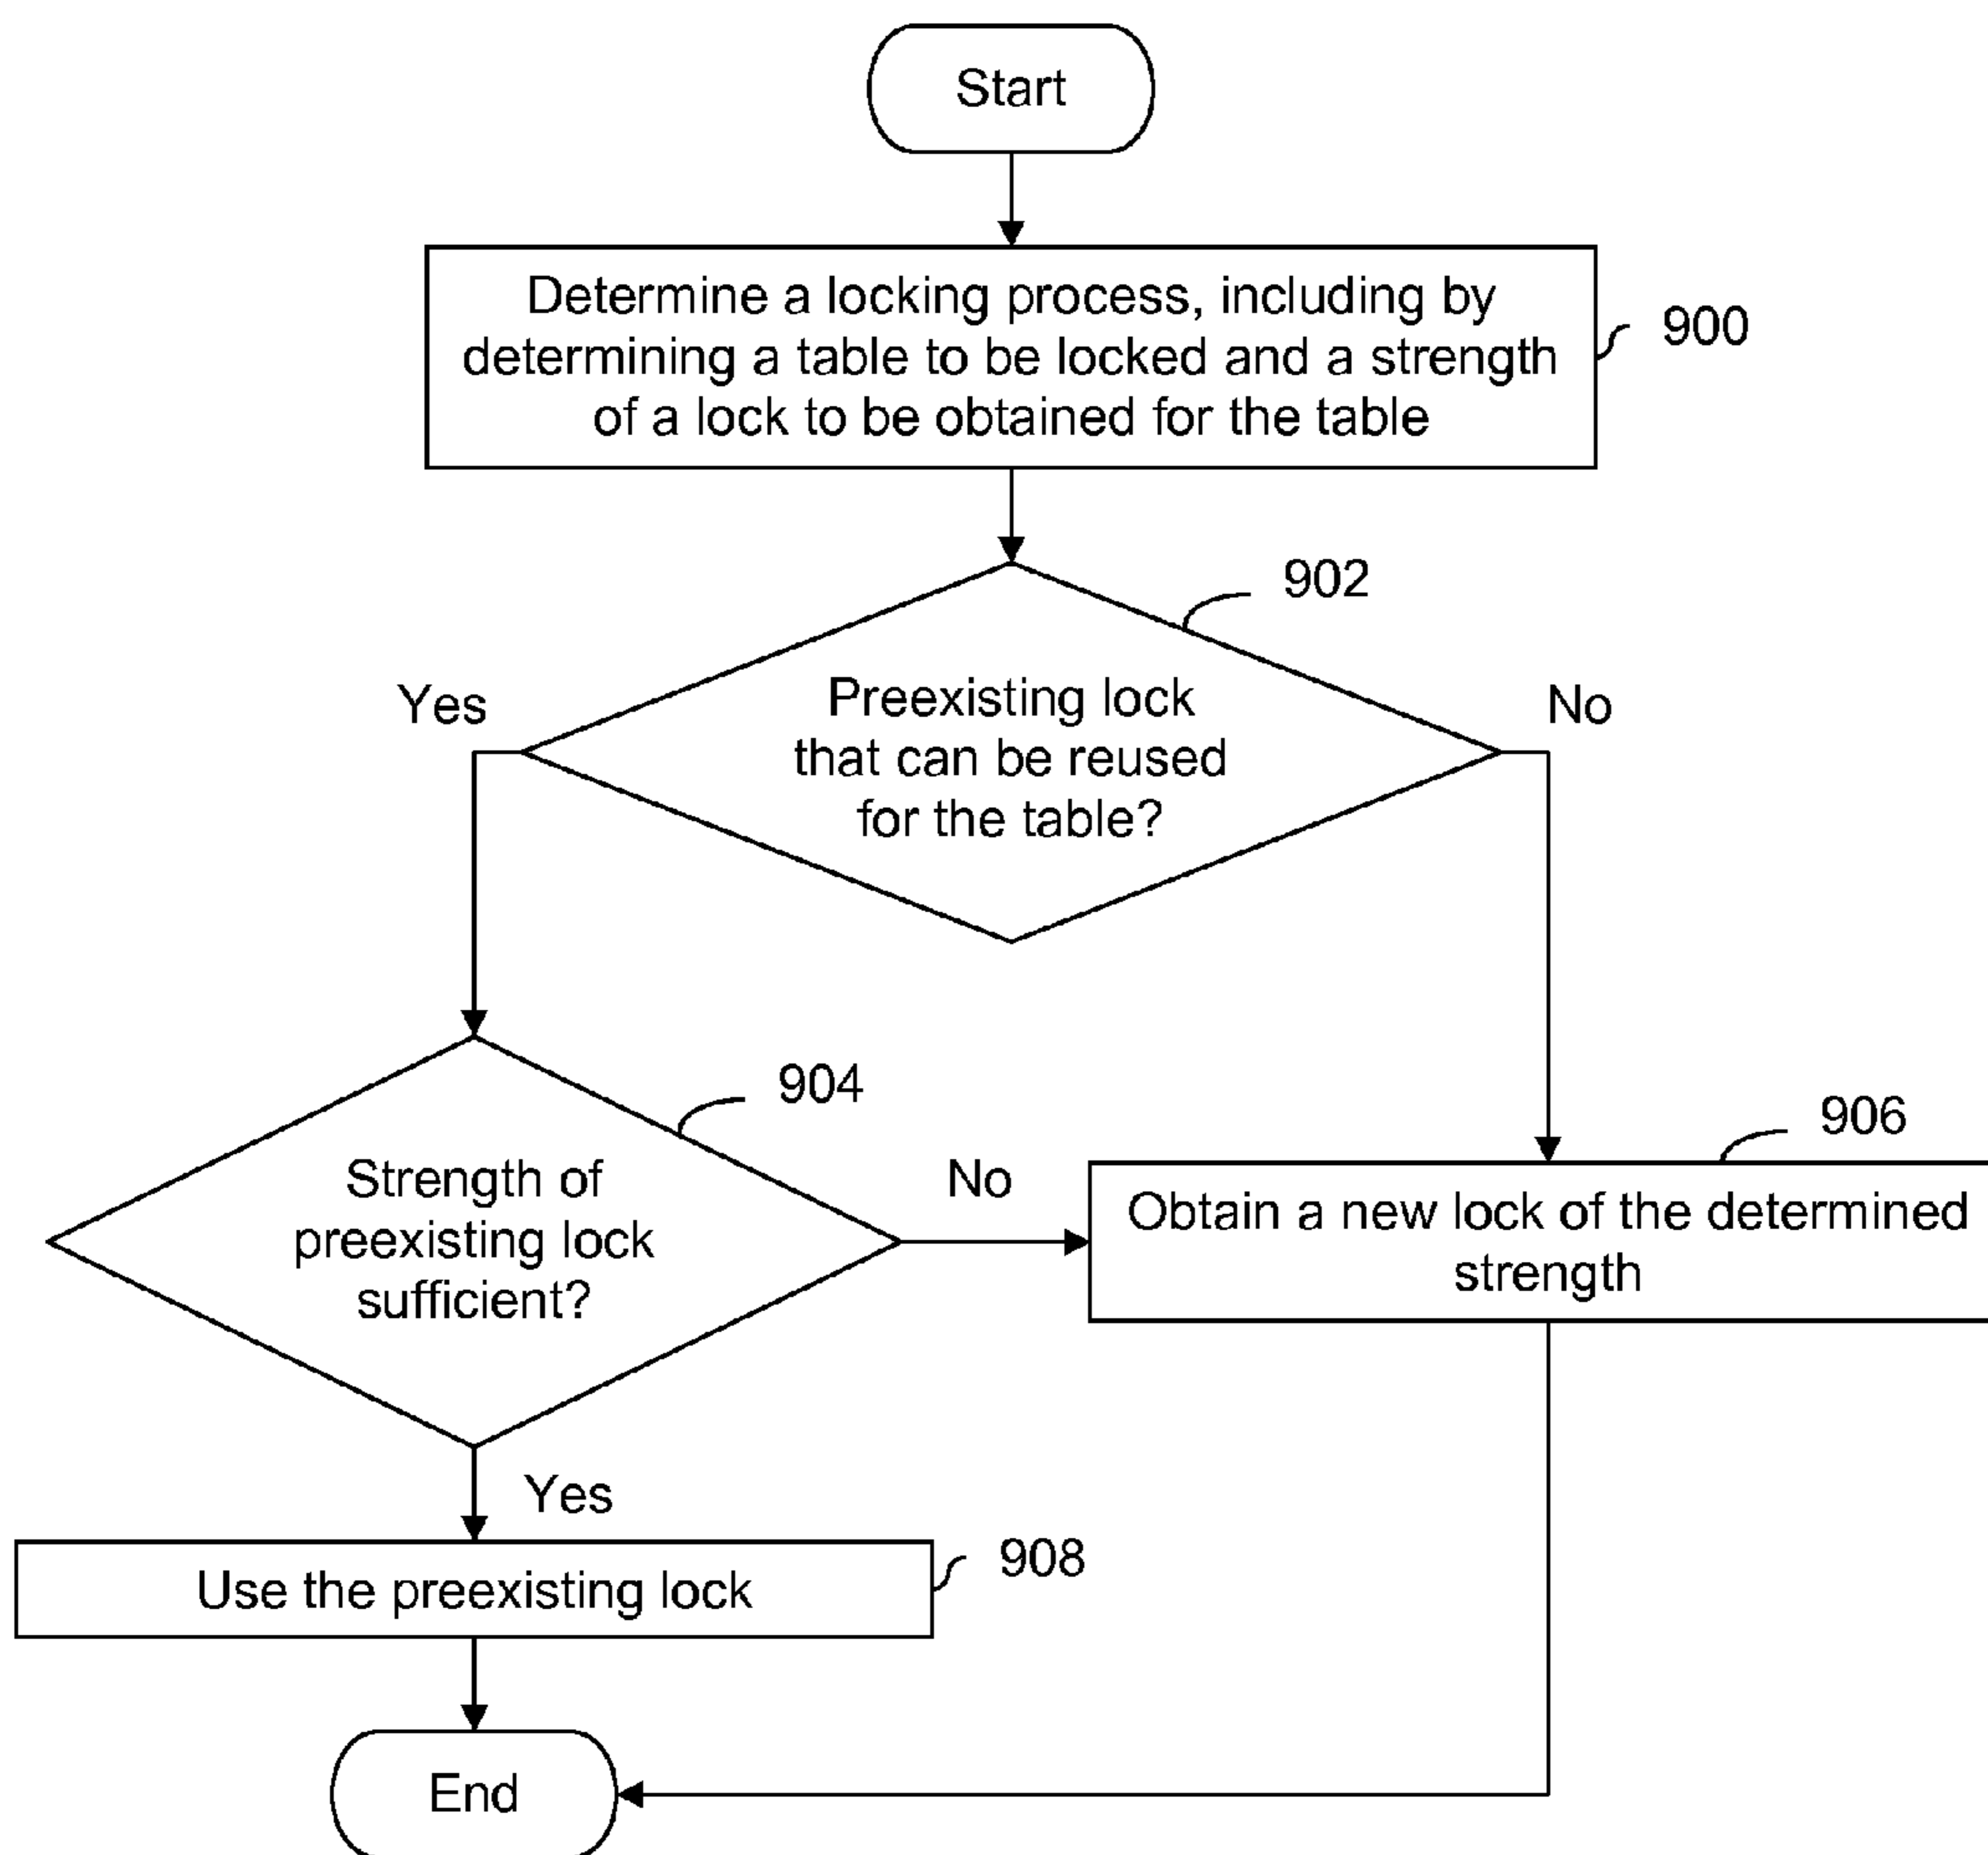 Start
Determine a locking process, including by
determining a table to be locked and a strength
of a lock to be obtained for the table
900
902
Preexisting lock
that can be reused
for the table?
Yes
No
904
Strength of
preexisting lock
sufficient?
No
906
Obtain a new lock of the determined
strength
Yes
Use the preexisting lock
908
End